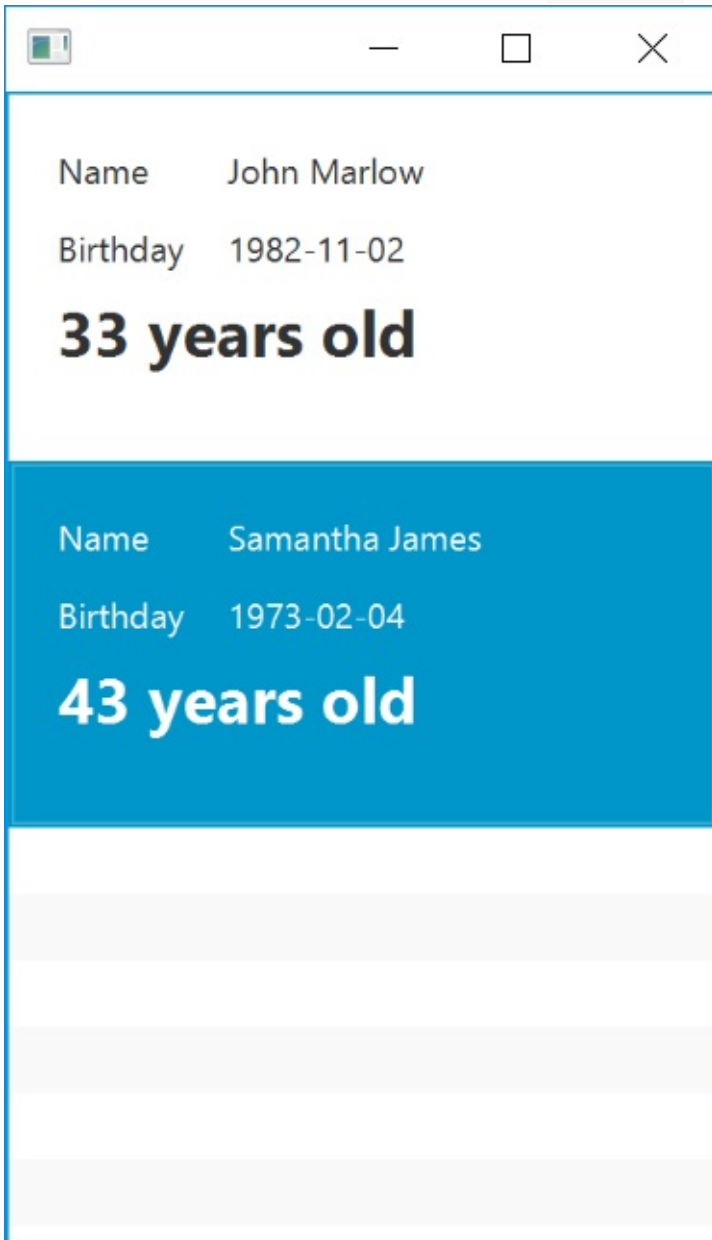 Name John Marlow
Birthday 1982-11-02
33 years old
Name Samantha James
Birthday 1973-02-04
43 years old